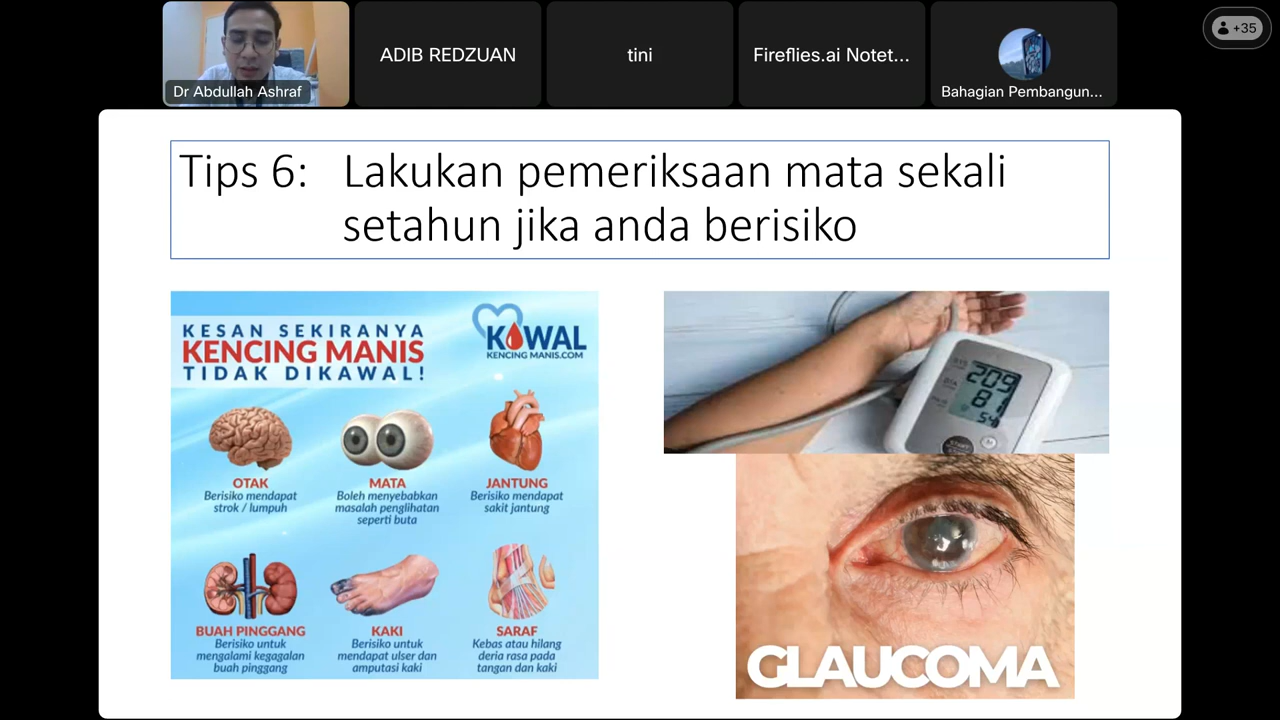 Dr Abdullah Ashraf
ADIB REDZUAN
tini
Fireflies.ai Notet...
Bahagian Pembangun...
+35
Tips 6: Lakukan pemeriksaan mata sekali
setahun jika anda berisiko
KESAN SEKIRANYA
KENCING MANIS
TIDAK DIKAWAL!
KAWAL
KENCING MANIS.COM
OTAK
Berisiko mendapat
strok / lumpuh
MATA
Boleh menyebabkan
masalah penglihatan
seperti buta
JANTUNG
Berisiko mendapat
sakit jantung
BUAH PINGGANG
Berisiko untuk
mengalami kegagalan
buah pinggang
KAKI
Berisiko untuk
mendapat ulser dan
amputasi kaki
SARAF
Kebas atau hilang
deria rasa pada
tangan dan kaki
209
81
54
GLAUCOMA